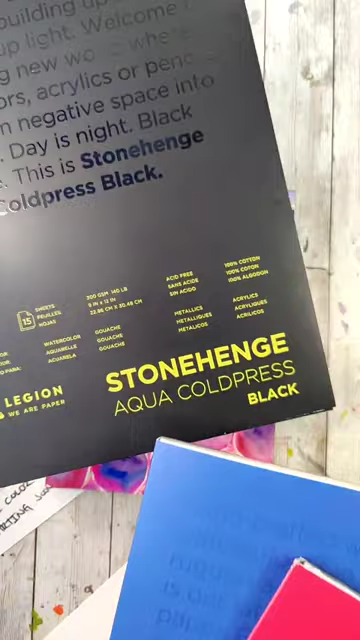 building up
up light. Welcome
g new wo where
ors, acrylics or penc
n negative space into
. Day is night. Black
. This is Stonehenge
Coldpress Black.
15
SHEETS
FEUILLES
HOJAS
300 GSM 140 LB
9 IN x 12 IN
22.86 CM X 30.48 CM
ACID FREE
SANS ACIDE
SIN ACIDO
100% COTTON
100% COTON
100% ALGODON
WATERCOLOR
AQUARELLE
ACUARELA
GOUACHE
GOUACHE
GOUACHE
METALLICS
METALLIQUES
METALICOS
ACRYLICS
ACRYLIQUES
ACRILICOS
LEGION
WE ARE PAPER
STONEHENGE
AQUA COLDPRESS
BLACK
COLOR